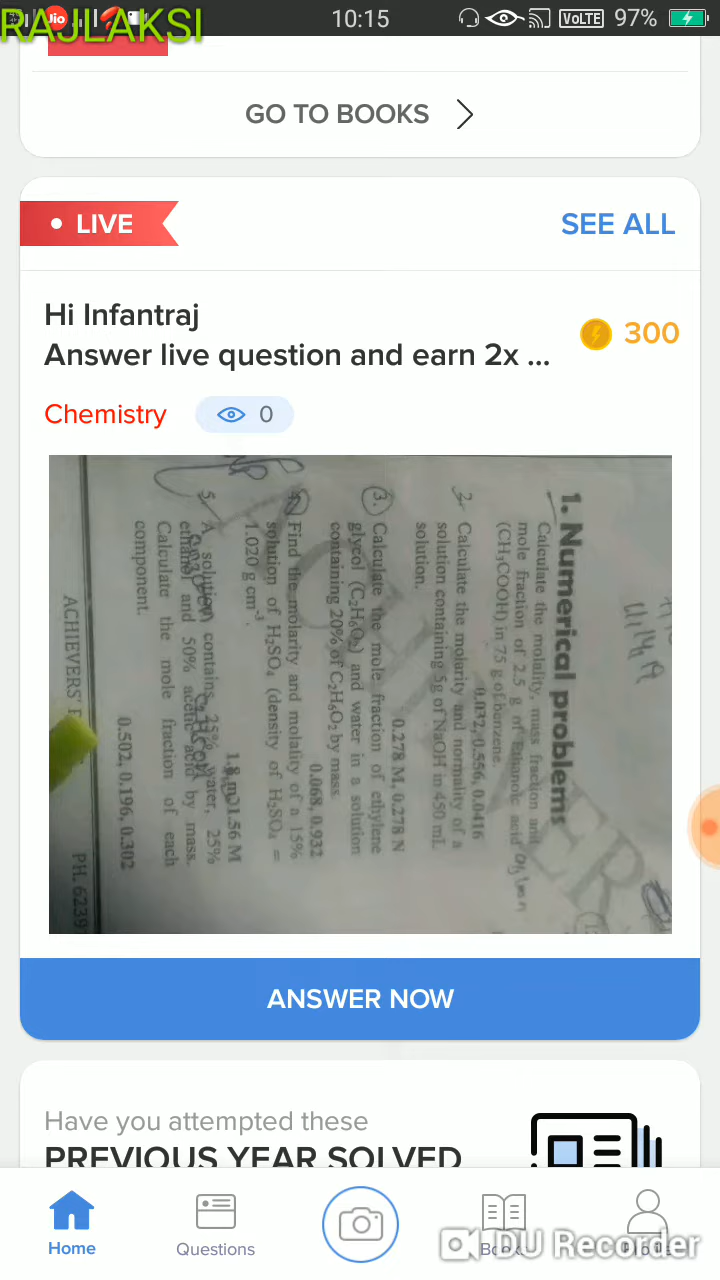 RAJLAKSI
Jio
10:15
VoLTE 97%
GO TO BOOKS
LIVE
SEE ALL
Hi Infantraj
300
Answer live question and earn 2x ...
Chemistry
0
1. Numerical problems
Calculate the molality, mass fraction and
mole fraction of 2.5 g of Ethanoic acid
(CH3COOH) in 75 g of benzene.
0.032, 0.556, 0.0416
2. Calculate the molarity and normality of a
solution containing 5g of NaOH in 450 mL
solution.
0.278 M, 0.278 N
3. Calculate the mole fraction of ethylene
glycol (C2H6O2) and water in a solution
containing 20% of C2H6O2 by mass.
0.068, 0.932
4. Find the molarity and molality of a 15%
solution of H2SO4 (density of H2SO4 =
1.020 g cm-3.
1.56 M
5. A solution contains 25% water, 25%
ethanol and 50% acetic acid by mass.
Calculate the mole fraction of each
component.
0.502, 0.196, 0.302
ACHIEVERS'
PH. 6239
ANSWER NOW
Have you attempted these
PREVIOUS YEAR SOLVED
Home
Questions
DU Recorder